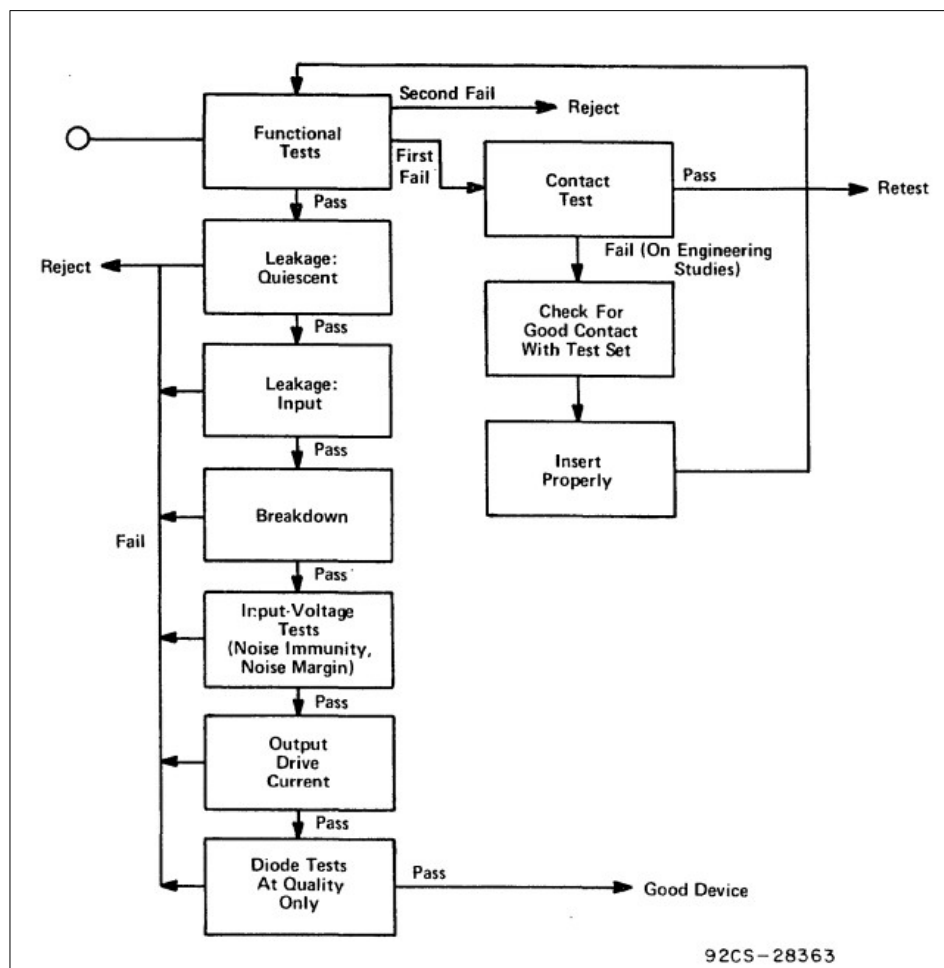 Second Fail
Reject
Functional
Tests
First
Fail
Contact
Test
Pass
Retest
Pass
Fail (On Engineering
Studies)
Reject
Leakage:
Quiescent
Check For
Good Contact
With Test Set
Pass
Leakage:
Input
Pass
Insert
Properly
Breakdown
Fail
Pass
Input-Voltage
Tests
(Noise Immunity,
Noise Margin)
Pass
Output
Drive
Current
Pass
Diode Tests
At Quality
Only
Pass
Good Device
92CS-28363